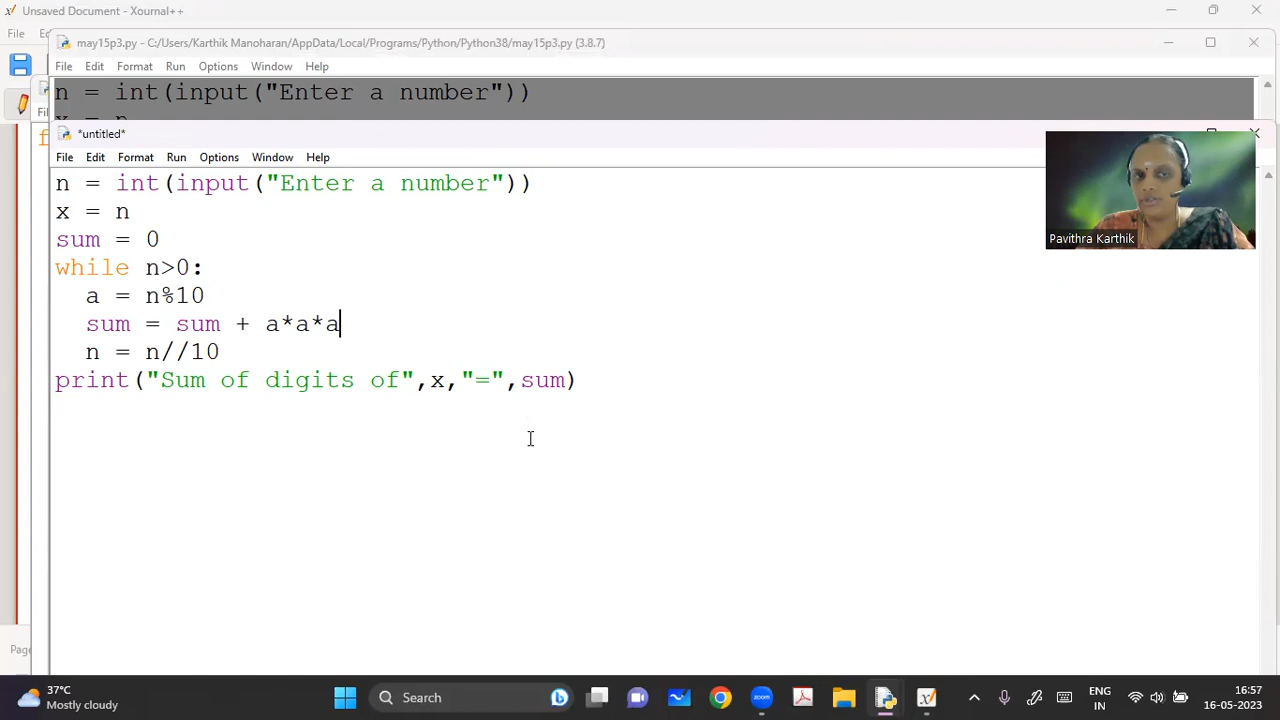 Unsaved Document - Xournal++
File
may15p3.py - C:/Users/Karthik Manoharan/AppData/Local/Programs/Python/Python38/may15p3.py (3.8.7)
File Edit Format Run Options Window Help
n = int(input("Enter a number"))
x = n
*untitled*
File Edit Format Run Options Window Help
n = int(input("Enter a number"))
x = n
sum = 0
while n>0:
a = n%10
sum = sum + a*a*a
n = n//10
print("Sum of digits of",x,"=",sum)
Pavithra Karthik
Page
37°C
Mostly cloudy
Search
ENG
IN
16:57
16-05-2023